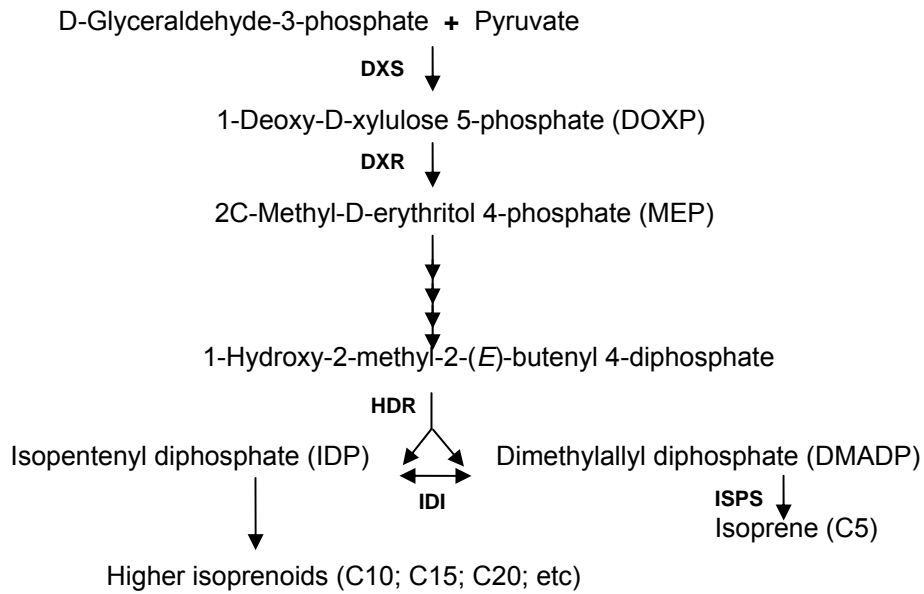 D-Glyceraldehyde-3-phosphate + Pyruvate
DXS
1-Deoxy-D-xylulose 5-phosphate (DOXP)
DXR
2C-Methyl-D-erythritol 4-phosphate (MEP)
1-Hydroxy-2-methyl-2-(E)-butenyl 4-diphosphate
HDR
Isopentenyl diphosphate (IDP)
Dimethylallyl diphosphate (DMADP)
IDI
ISPS
Isoprene (C5)
Higher isoprenoids (C10; C15; C20; etc)